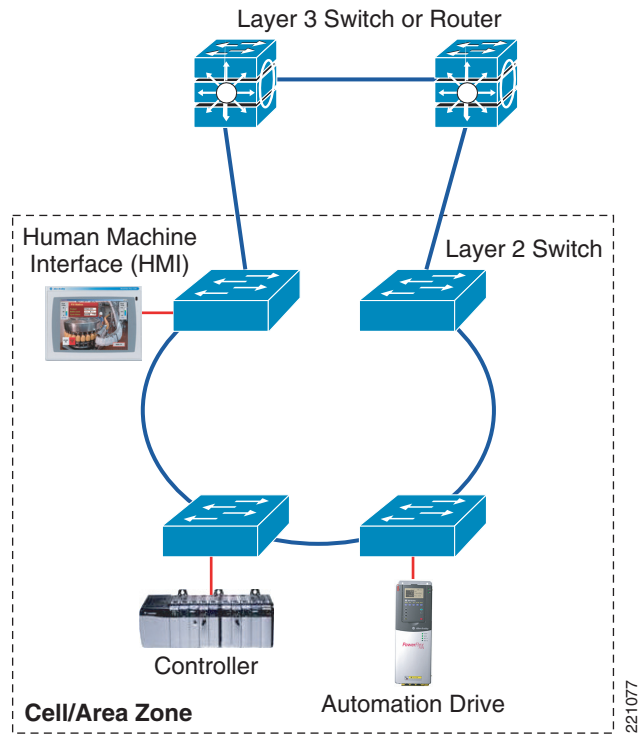 Layer 3 Switch or Router
Human Machine
Interface (HMI)
Layer 2 Switch
Controller
Automation Drive
Cell/Area Zone
221077